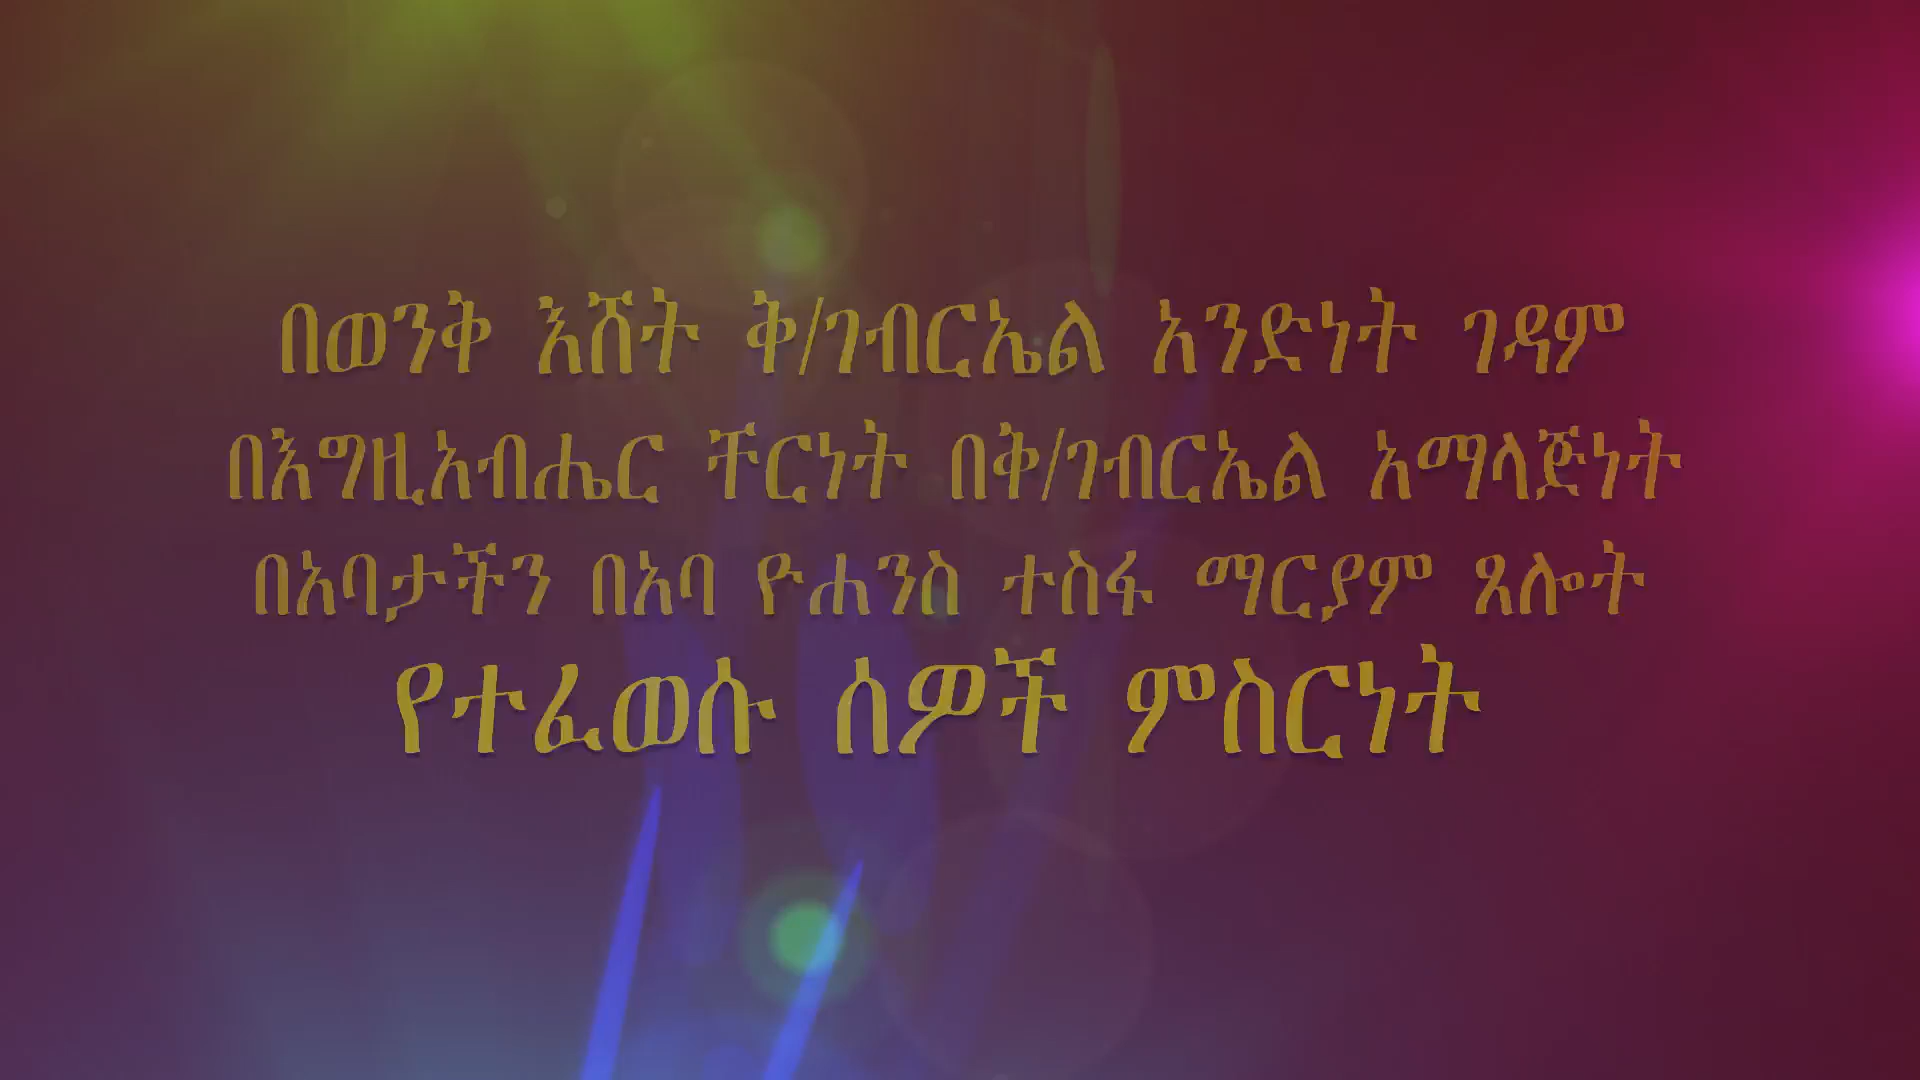 በወንቅ እሸት ቅ/ገብርኤል አንድነት ገዳም
በእግዚአብሔር ቸርነት በቅ/ገብርኤል አማላጅነት
በአባታችን በአባ ዮሐንስ ተስፋ ማርያም ጸሎት
የተፈወሱ ሰዎች ምስርነት